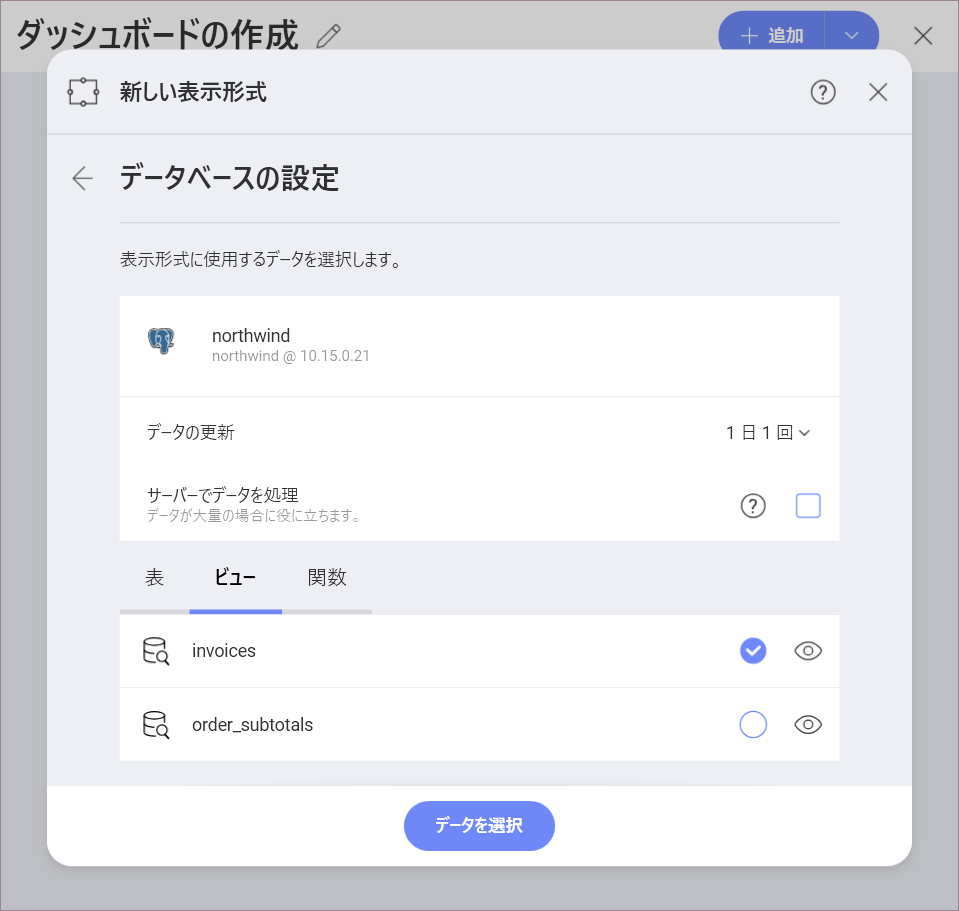 ダッシュボードの作成
追加
新しい表示形式
データベースの設定
表示形式に使用するデータを選択します。
northwind
northwind @ 10.15.0.21
データの更新
1 日 1 回
サーバーでデータを処理
データが大量の場合に役に立ちます。
表 ビュー 関数
invoices
order_subtotals
データを選択